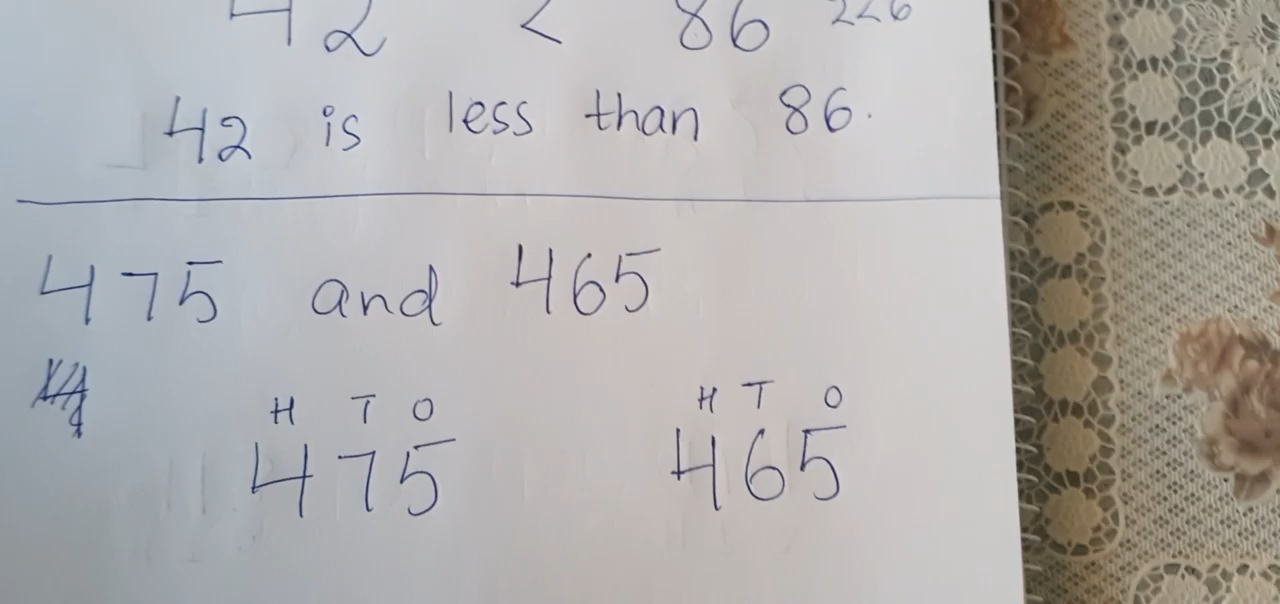 42 < 86
42 is less than 86.
475 and 465
H T O H T O
475 465